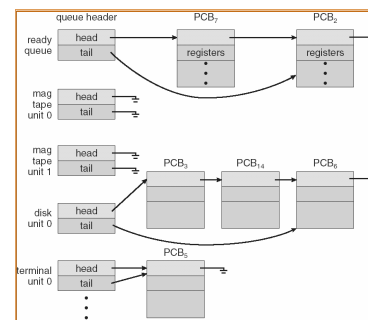 queue header PCB7 PCB2
ready queue head tail registers registers
mag tape unit 0 head tail
mag tape unit 1 head tail
PCB3 PCB14 PCB6
disk unit 0 head tail
PCB5
terminal unit 0 head tail